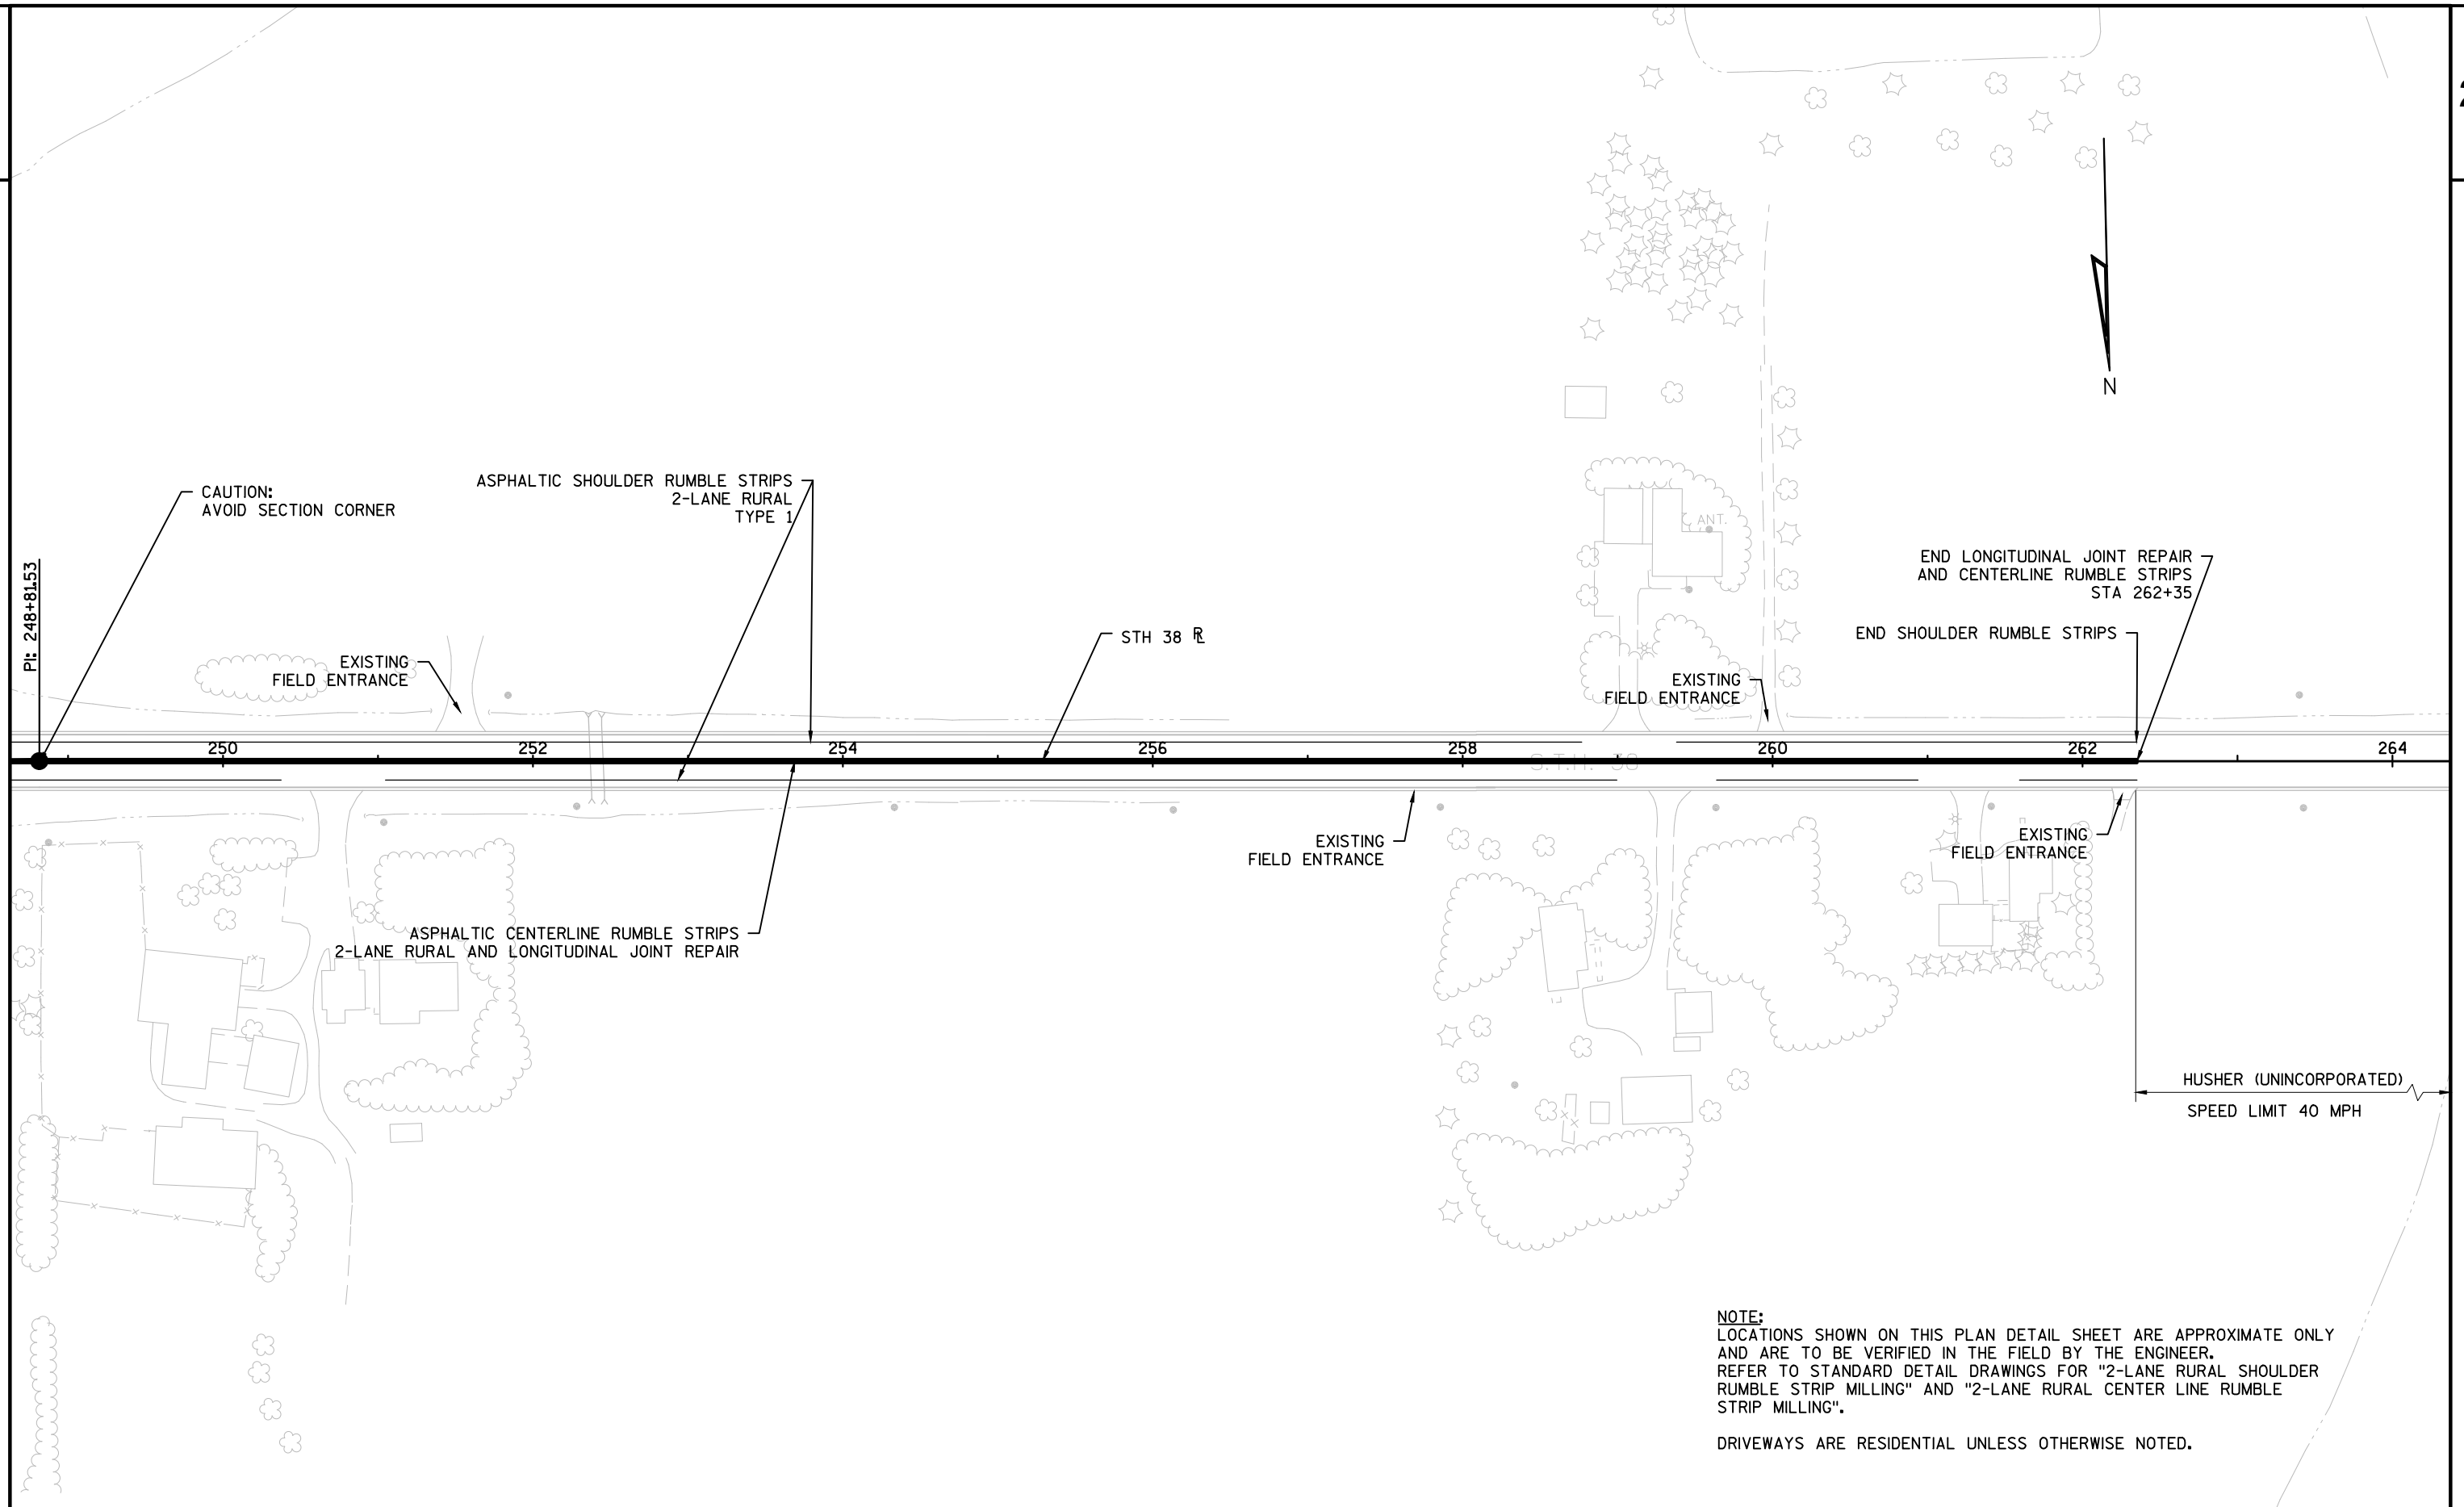 2
N
CAUTION:
AVOID SECTION CORNER
ASPHALTIC SHOULDER RUMBLE STRIPS
2-LANE RURAL
TYPE 1
ANT.
PI: 248+81.53
END LONGITUDINAL JOINT REPAIR
AND CENTERLINE RUMBLE STRIPS
STA 262+35
STH 38 RL
END SHOULDER RUMBLE STRIPS
EXISTING
FIELD ENTRANCE
EXISTING
FIELD ENTRANCE
250 252 254 256 258 260 262 264
S.T.H. 38
EXISTING
FIELD ENTRANCE
EXISTING
FIELD ENTRANCE
ASPHALTIC CENTERLINE RUMBLE STRIPS
2-LANE RURAL AND LONGITUDINAL JOINT REPAIR
HUSHER (UNINCORPORATED)
SPEED LIMIT 40 MPH
NOTE:
LOCATIONS SHOWN ON THIS PLAN DETAIL SHEET ARE APPROXIMATE ONLY
AND ARE TO BE VERIFIED IN THE FIELD BY THE ENGINEER.
REFER TO STANDARD DETAIL DRAWINGS FOR "2-LANE RURAL SHOULDER
RUMBLE STRIP MILLING" AND "2-LANE RURAL CENTER LINE RUMBLE
STRIP MILLING".
DRIVEWAYS ARE RESIDENTIAL UNLESS OTHERWISE NOTED.